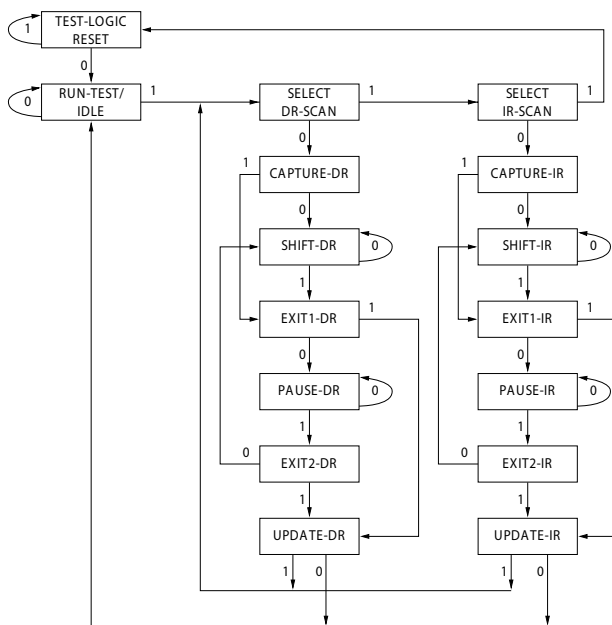 TEST-LOGIC
RESET
1
0
RUN-TEST/
IDLE
0
1
SELECT
DR-SCAN
1
SELECT
IR-SCAN
1
0
0
1
CAPTURE-DR
1
CAPTURE-IR
0
0
SHIFT-DR
0
SHIFT-IR
0
1
1
EXIT1-DR
1
EXIT1-IR
1
0
0
PAUSE-DR
0
PAUSE-IR
0
1
1
0
EXIT2-DR
0
EXIT2-IR
1
1
UPDATE-DR
UPDATE-IR
1
0
1
0